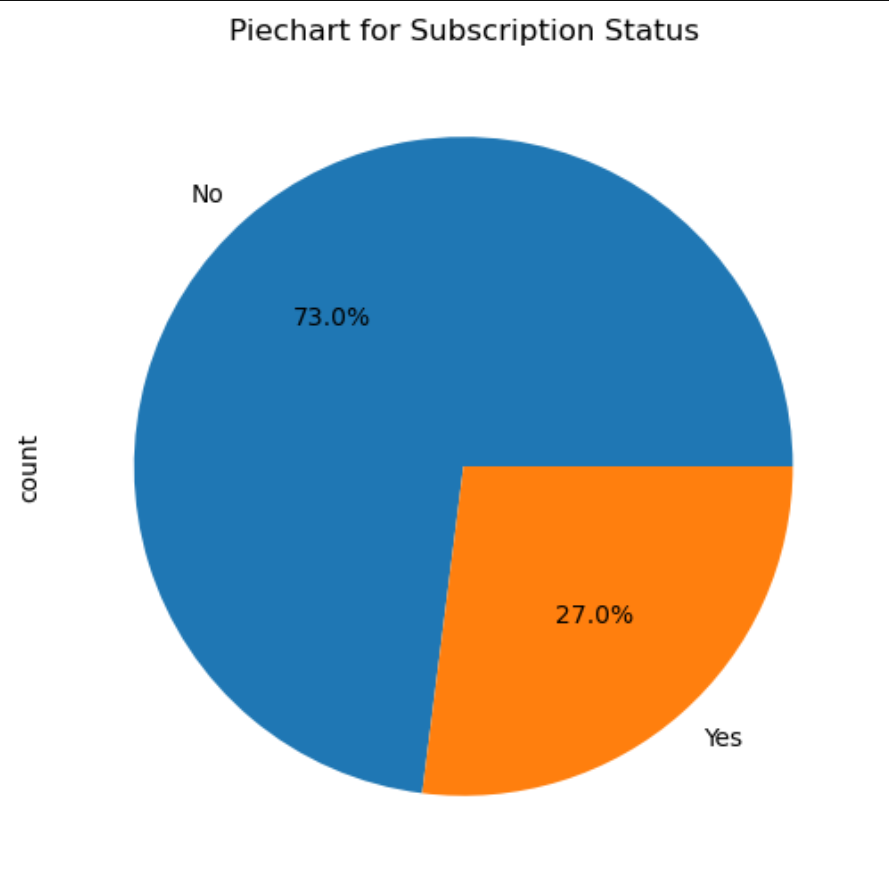 Piechart for Subscription Status
No
73.0%
count
27.0%
Yes